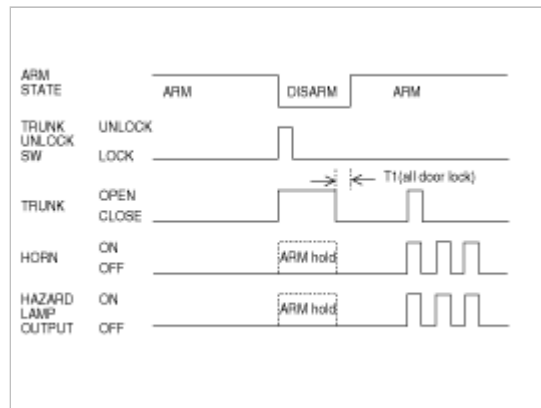 ARM
STATE
ARM
DISARM
ARM
TRUNK
UNLOCK
SW
UNLOCK
LOCK
T1(all door lock)
TRUNK
OPEN
CLOSE
HORN
ON
OFF
ARM hold
HAZARD
LAMP
OUTPUT
ON
OFF
ARM hold